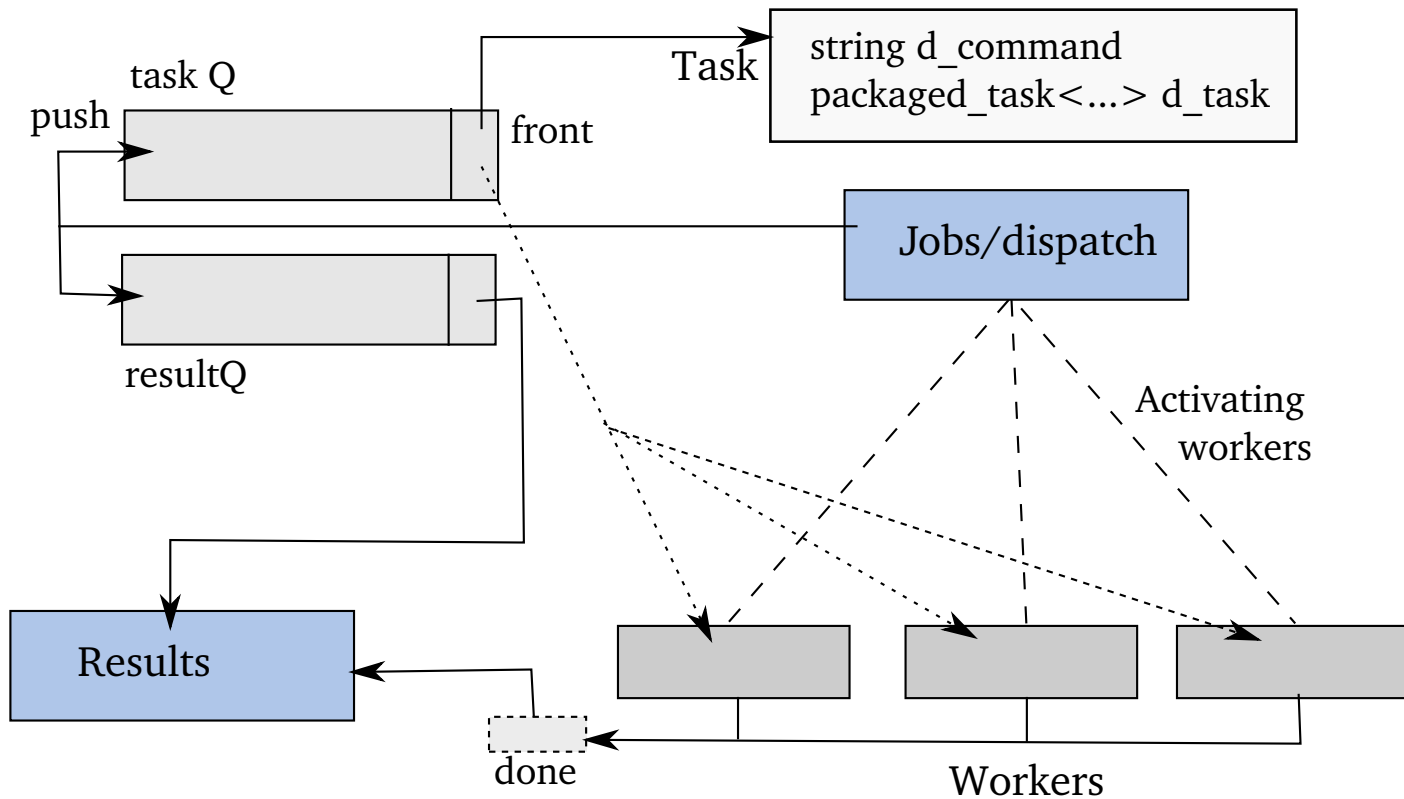 string d_command
Task
packaged_task<...> d_task
task Q
push
front
Jobs/dispatch
resultQ
Activating
workers
Results
done
Workers